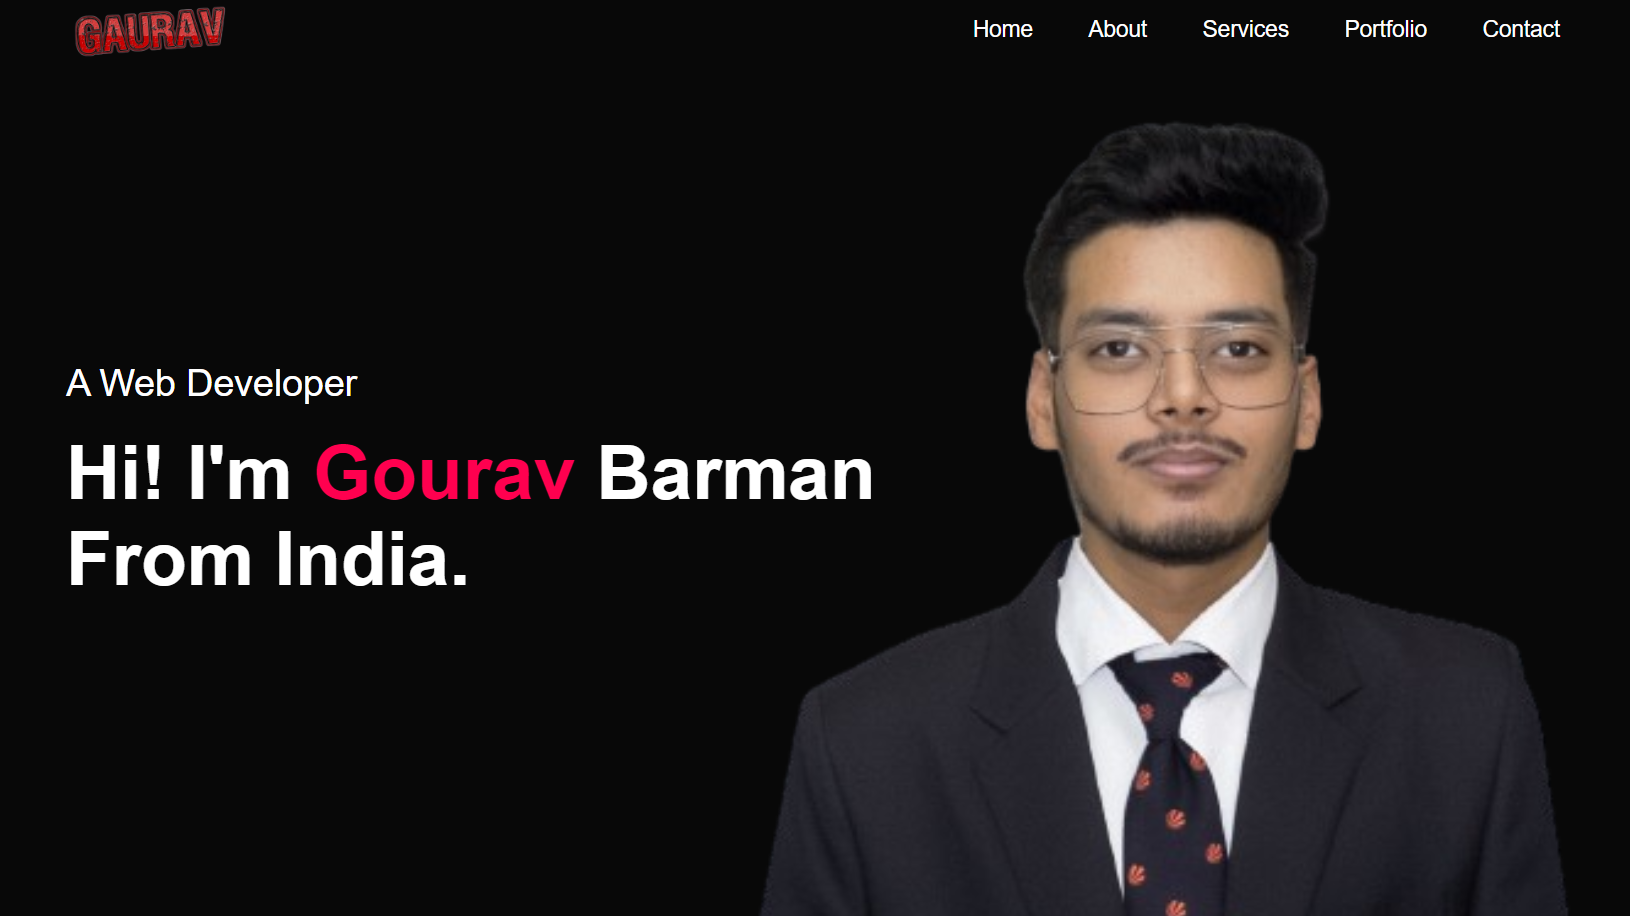 GAURAV
Home About Services Portfolio Contact
A Web Developer
Hi! I'm Gourav Barman
From India.